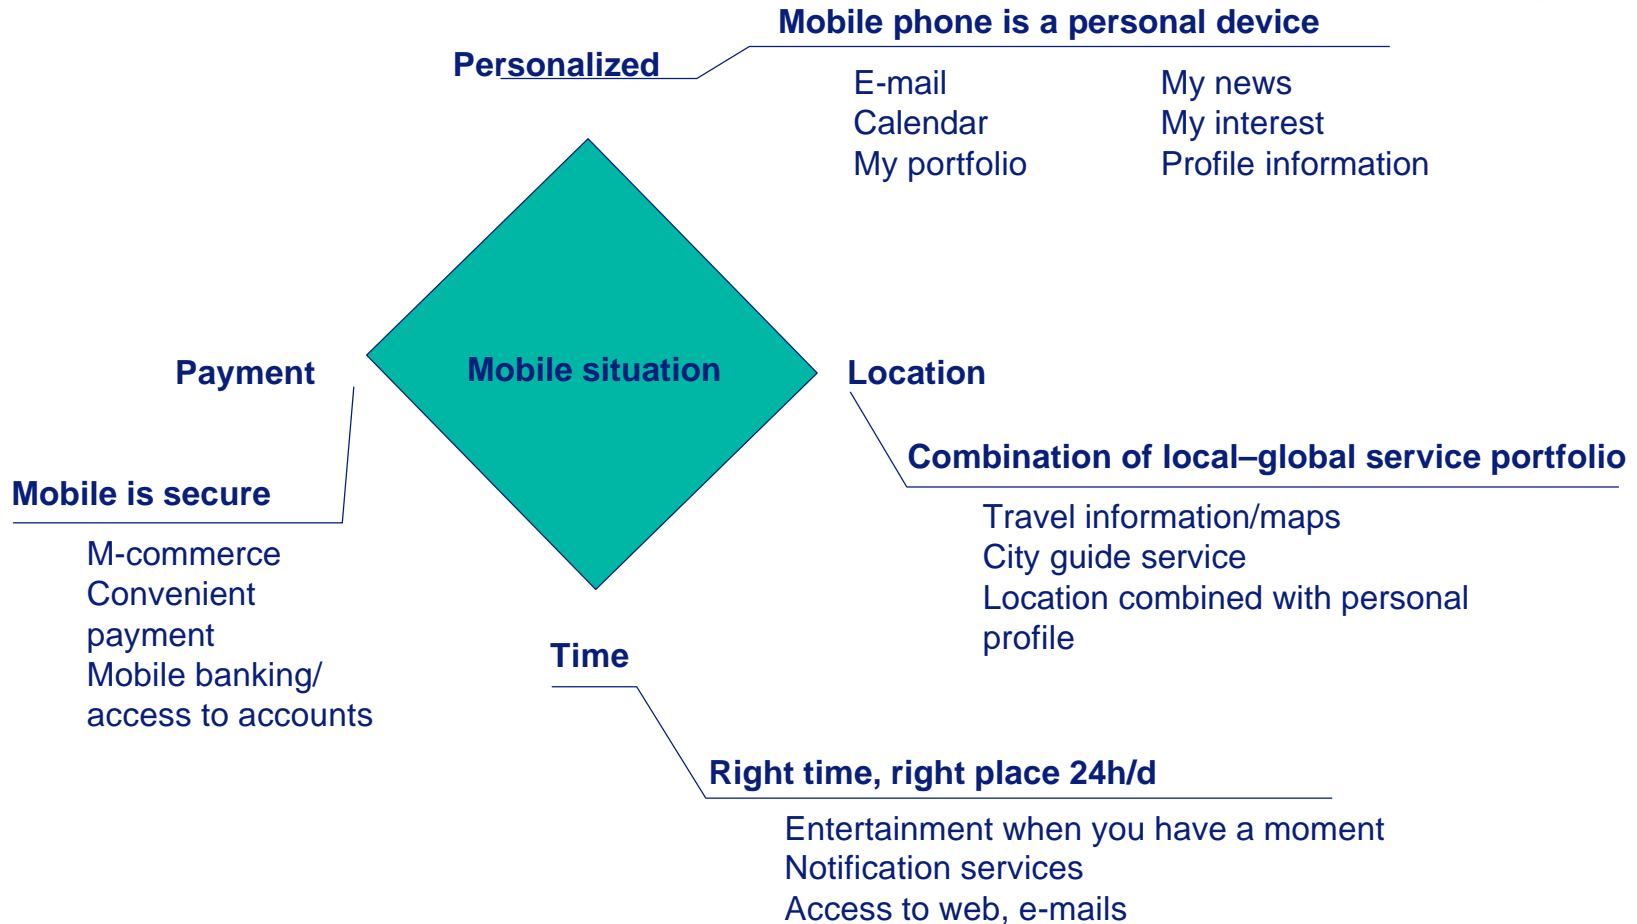 Mobile phone is a personal device
Personalized
E-mail
Calendar
My portfolio
My news
My interest
Profile information
Payment
Mobile situation
Location
Combination of local–global service portfolio
Travel information/maps
City guide service
Location combined with personal
profile
Mobile is secure
M-commerce
Convenient
payment
Mobile banking/
access to accounts
Time
Right time, right place 24h/d
Entertainment when you have a moment
Notification services
Access to web, e-mails